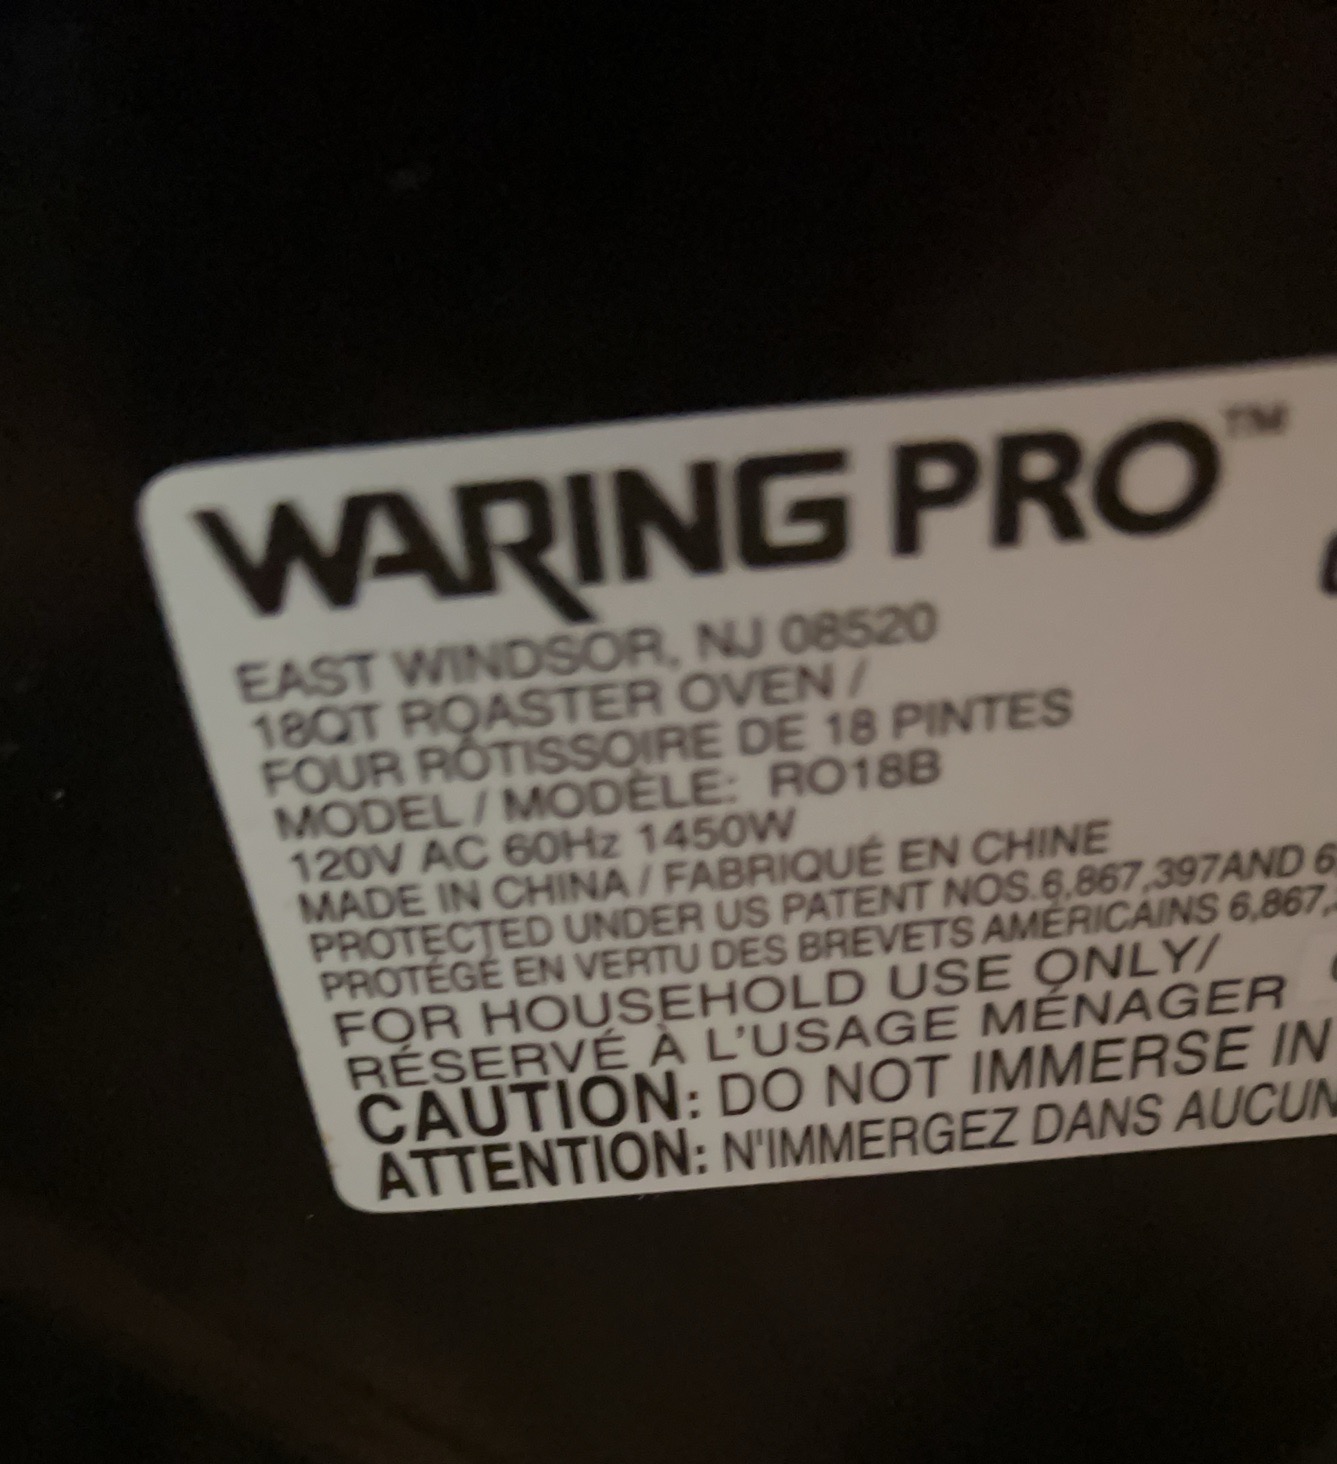 WARING PRO™
EAST WINDSOR, NJ 08520
18QT ROASTER OVEN /
FOUR RÔTISSOIRE DE 18 PINTES
MODEL / MODÈLE: RO18B
120V AC 60Hz 1450W
MADE IN CHINA / FABRIQUÉ EN CHINE
PROTECTED UNDER US PATENT NOS.6,867,397AND 6
PROTÉGÉ EN VERTU DES BREVETS AMÉRICAINS 6,867,
FOR HOUSEHOLD USE ONLY/
RÉSERVÉ À L'USAGE MÉNAGER
CAUTION: DO NOT IMMERSE IN
ATTENTION: N'IMMERGEZ DANS AUCUN